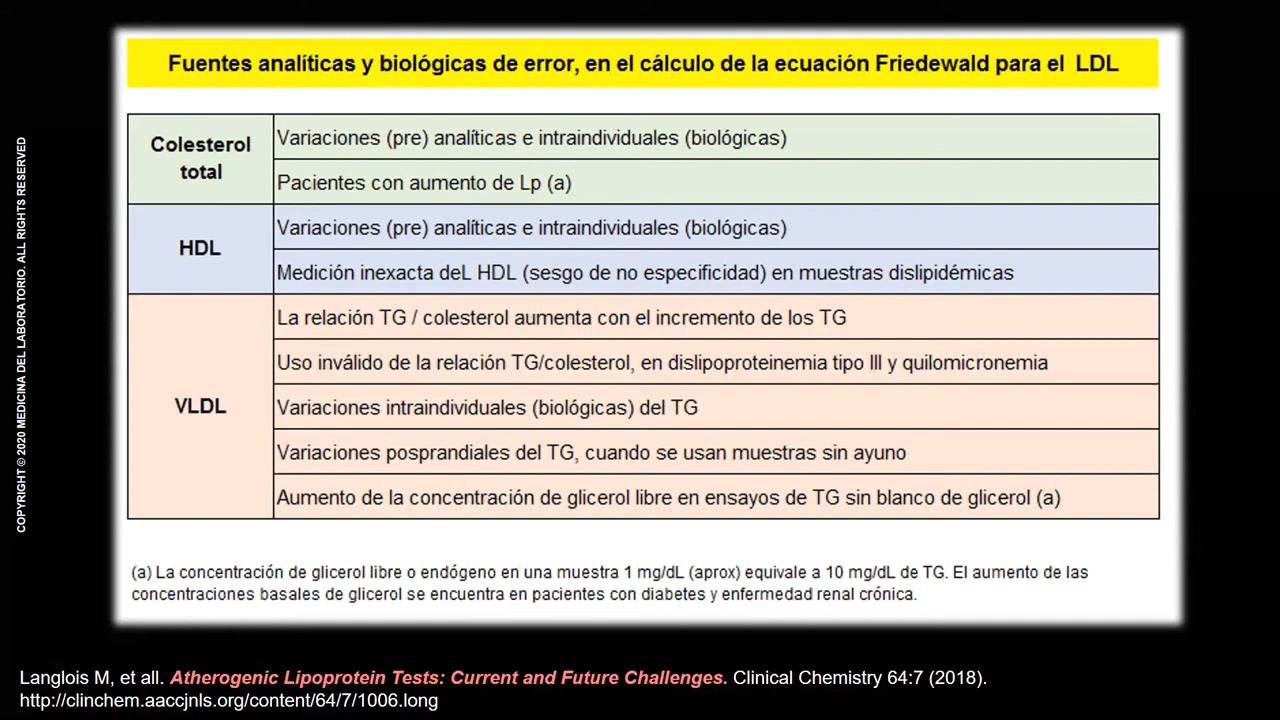 Fuentes analíticas y biológicas de error, en el cálculo de la ecuación Friedewald para el LDL
Colesterol
total
Variaciones (pre) analíticas e intraindividuales (biológicas)
Pacientes con aumento de Lp (a)
HDL
Variaciones (pre) analíticas e intraindividuales (biológicas)
Medición inexacta deL HDL (sesgo de no especificidad) en muestras dislipidémicas
VLDL
La relación TG / colesterol aumenta con el incremento de los TG
Uso inválido de la relación TG/colesterol, en dislipoproteinemia tipo III y quilomicronemia
Variaciones intraindividuales (biológicas) del TG
Variaciones posprandiales del TG, cuando se usan muestras sin ayuno
Aumento de la concentración de glicerol libre en ensayos de TG sin blanco de glicerol (a)
(a) La concentración de glicerol libre o endógeno en una muestra 1 mg/dL (aprox) equivale a 10 mg/dL de TG. El aumento de las
concentraciones basales de glicerol se encuentra en pacientes con diabetes y enfermedad renal crónica.
Langlois M, et all. Atherogenic Lipoprotein Tests: Current and Future Challenges. Clinical Chemistry 64:7 (2018).
http://clinchem.aaccjnls.org/content/64/7/1006.long
COPYRIGHT © 2020 MEDICINA DEL LABORATORIO. ALL RIGHTS RESERVED